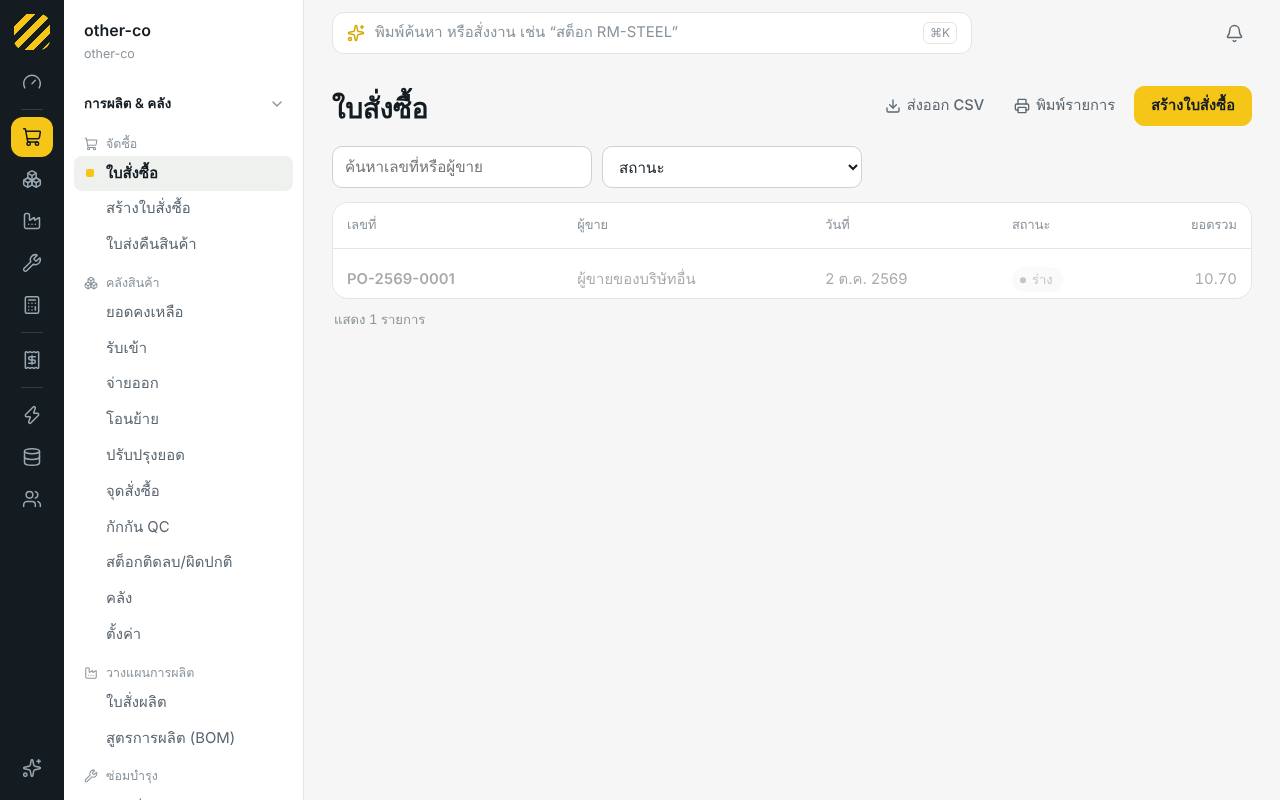 other-co
other-co
การผลิต & คลัง
จัดซื้อ
ใบสั่งซื้อ
สร้างใบสั่งซื้อ
ใบส่งคืนสินค้า
คลังสินค้า
ยอดคงเหลือ
รับเข้า
จ่ายออก
โอนย้าย
ปรับปรุงยอด
จุดสั่งซื้อ
กักกัน QC
สต็อกติดลบ/ผิดปกติ
คลัง
ตั้งค่า
วางแผนการผลิต
ใบสั่งผลิต
สูตรการผลิต (BOM)
ซ่อมบำรุง
พิมพ์ค้นหา หรือสั่งงาน เช่น “สต็อก RM-STEEL” ⌘K
ใบสั่งซื้อ
ส่งออก CSV พิมพ์รายการ สร้างใบสั่งซื้อ
ค้นหาเลขที่หรือผู้ขาย สถานะ
เลขที่ ผู้ขาย วันที่ สถานะ ยอดรวม
PO-2569-0001 ผู้ขายของบริษัทอื่น 2 ต.ค. 2569 ร่าง 10.70
แสดง 1 รายการ